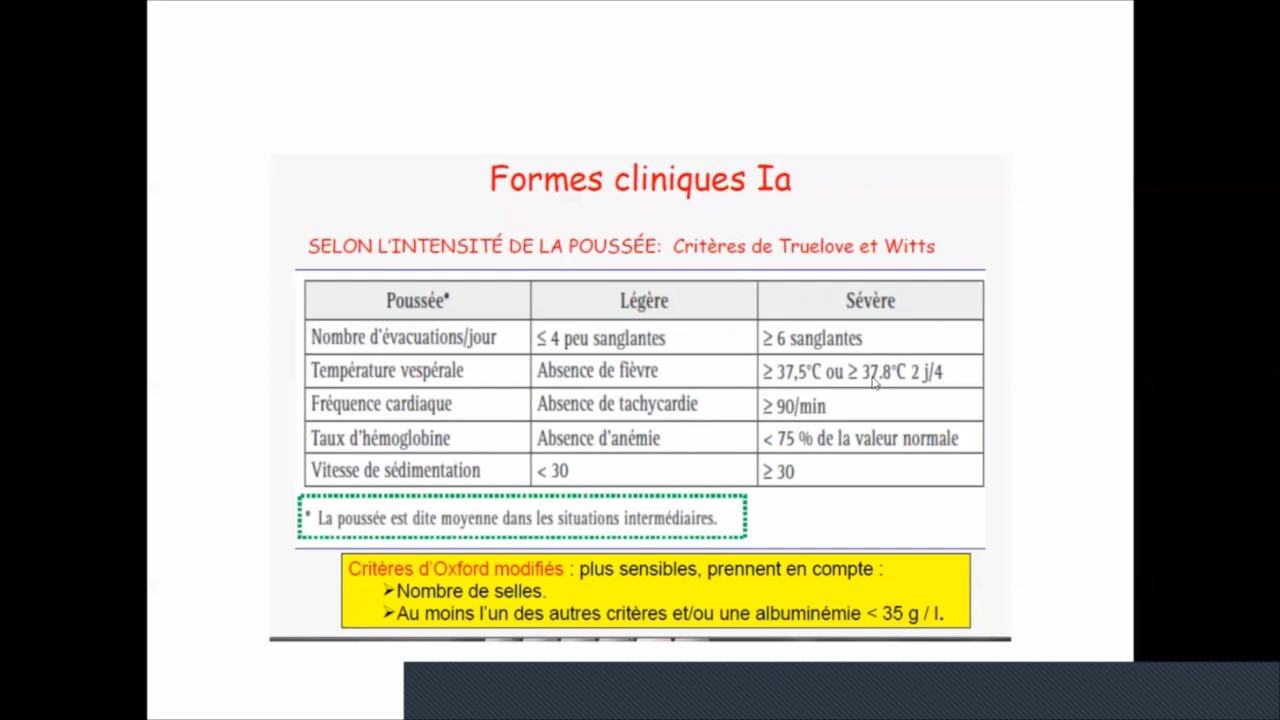 Formes cliniques Ia
SELON L'INTENSITÉ DE LA POUSSÉE: Critères de Truelove et Witts
Poussée* Légère Sévère
Nombre d'évacuations/jour ≤ 4 peu sanglantes ≥ 6 sanglantes
Température vespérale Absence de fièvre ≥ 37,5°C ou ≥ 37.8°C 2 j/4
Fréquence cardiaque Absence de tachycardie ≥ 90/min
Taux d'hémoglobine Absence d'anémie < 75 % de la valeur normale
Vitesse de sédimentation < 30 ≥ 30
* La poussée est dite moyenne dans les situations intermédiaires.
Critères d'Oxford modifiés : plus sensibles, prennent en compte :
➢Nombre de selles.
➢Au moins l'un des autres critères et/ou une albuminémie < 35 g / l.